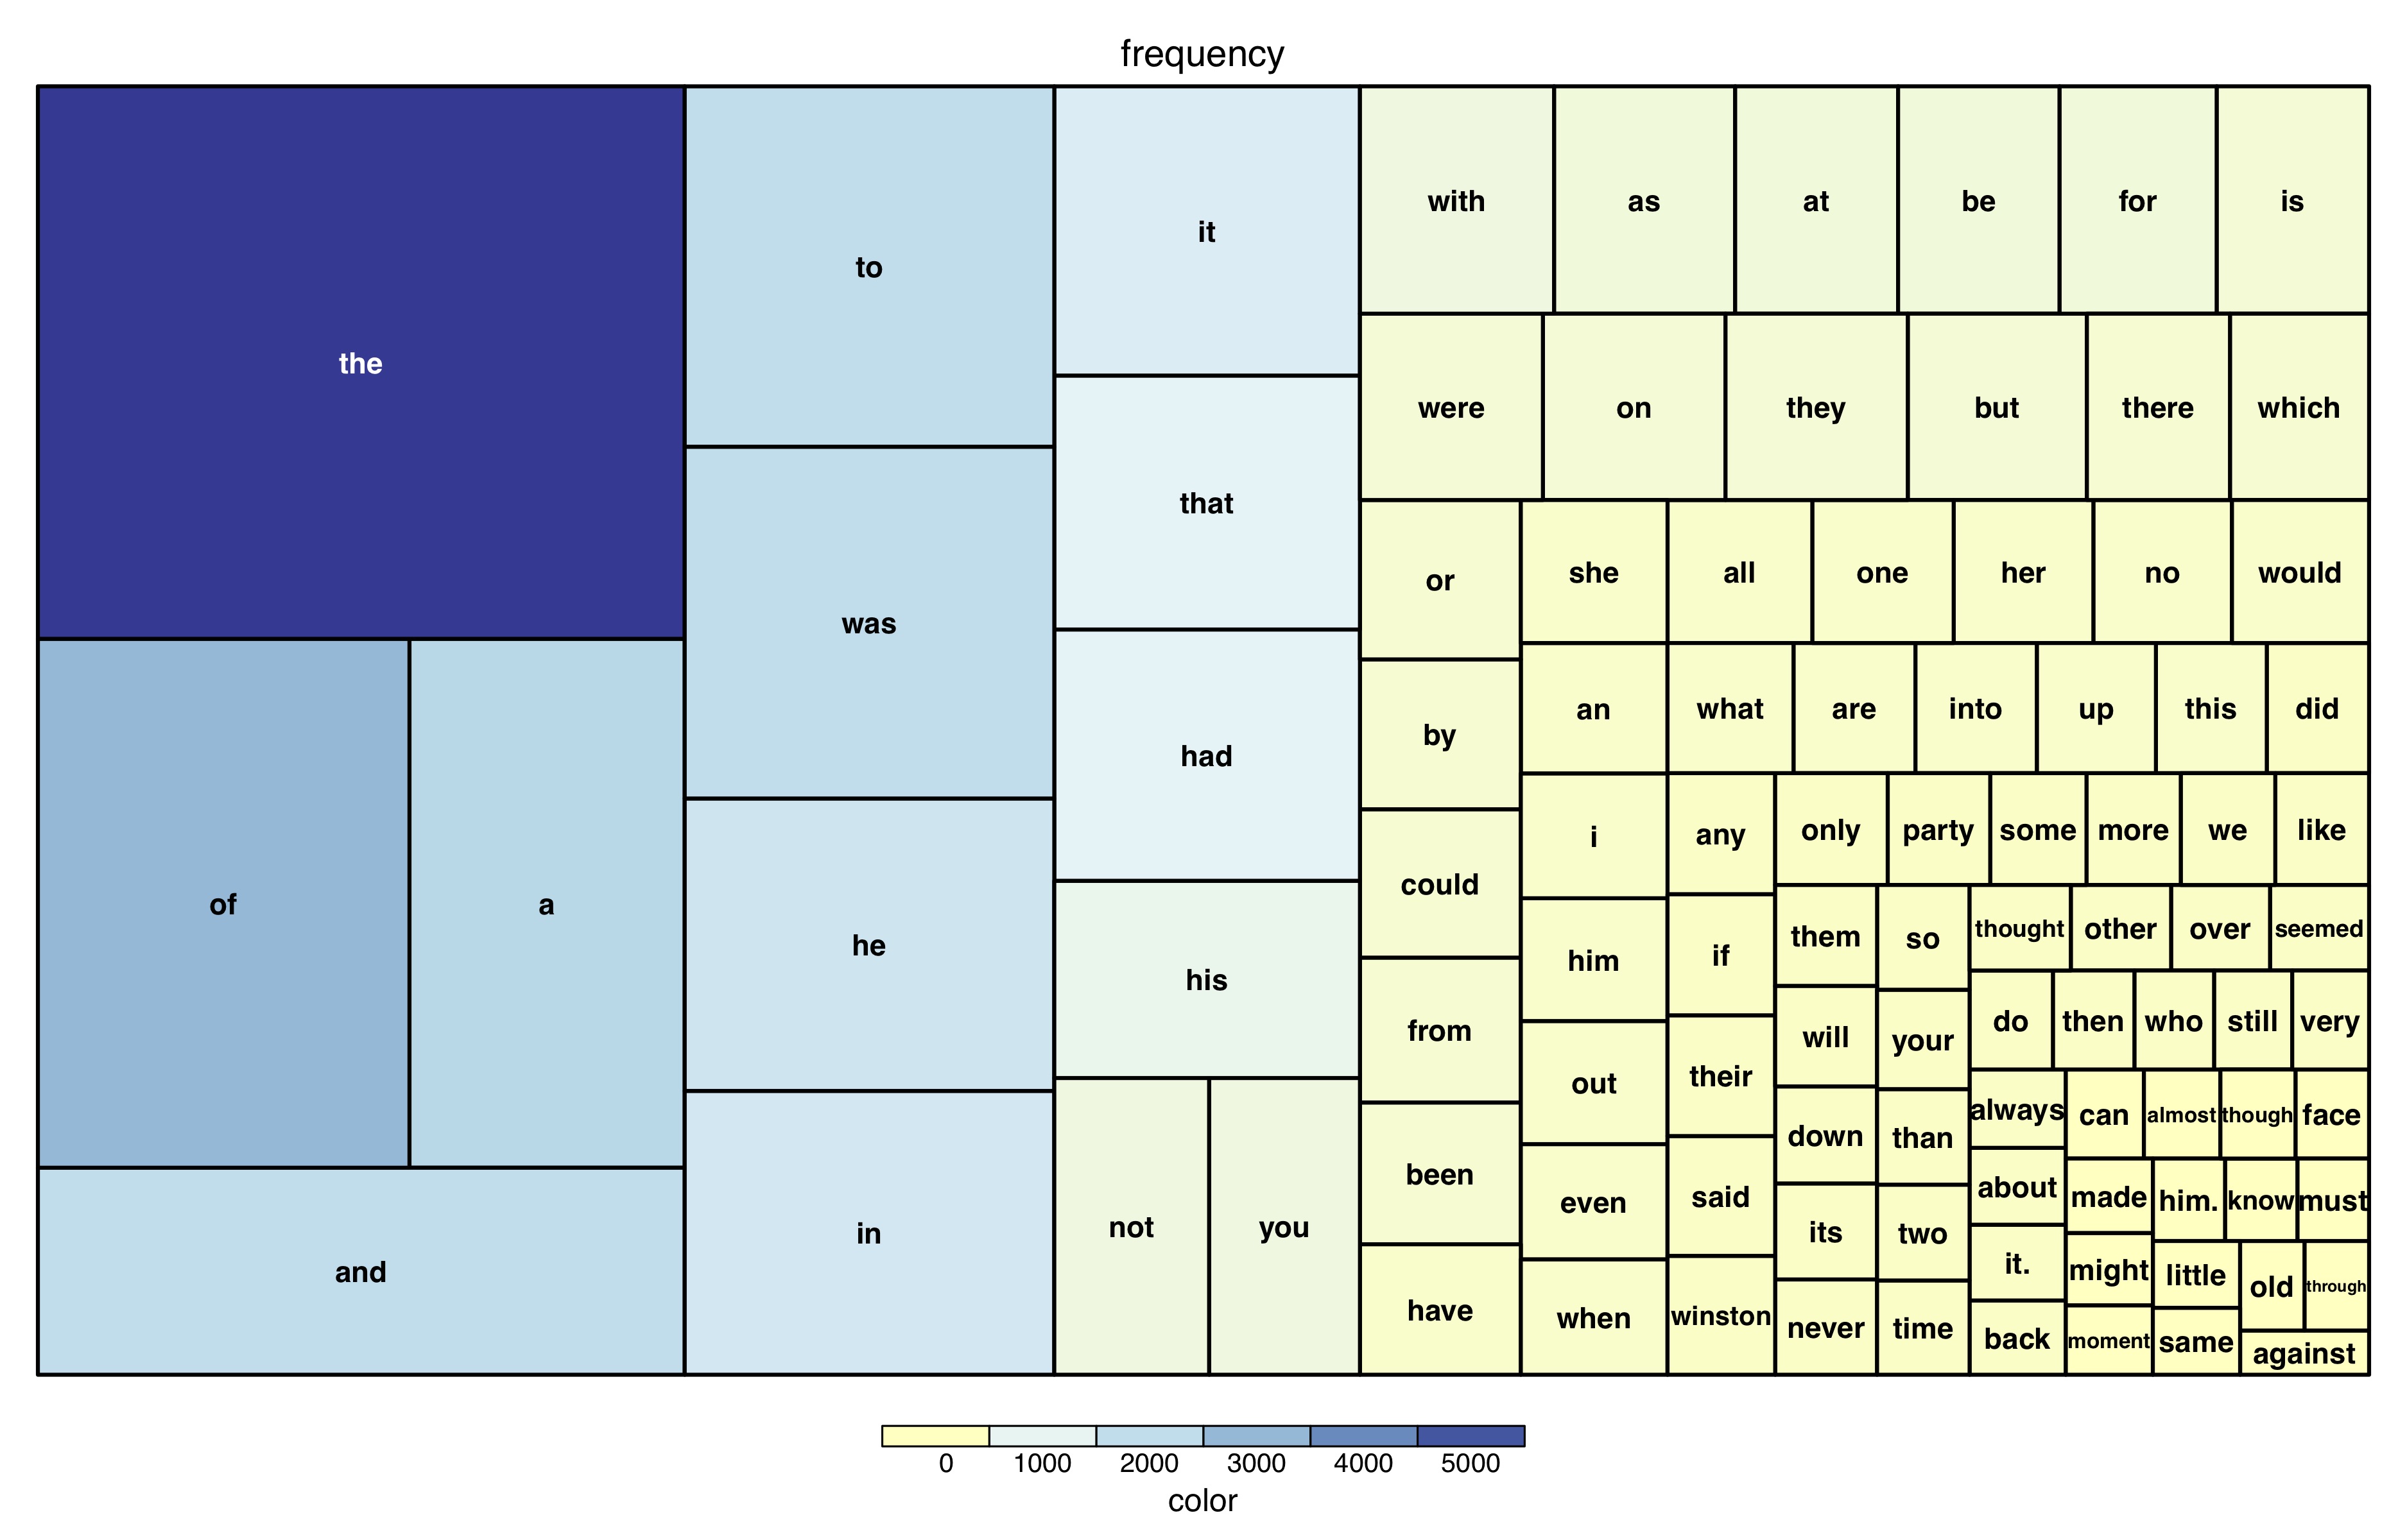 frequency
the
of
a
and
to
was
he
in
it
that
had
his
not
you
with
as
at
be
for
is
were
on
they
but
there
which
or
by
could
from
been
have
she
all
one
her
no
would
an
i
him
out
even
when
what
are
into
up
this
did
any
if
their
said
winston
only
party
some
more
we
like
them
will
down
its
never
so
your
than
two
time
thought
other
over
seemed
do
then
who
still
very
always
about
it.
back
can
almost
though
face
made
might
moment
him.
know
must
little
same
old
through
against
0 1000 2000 3000 4000 5000
color